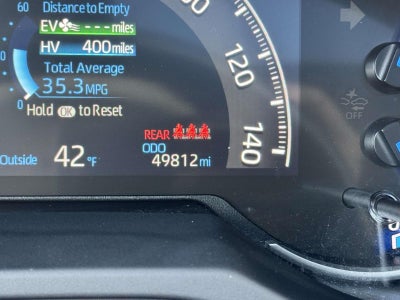 60 Distance to Empty
EV --- miles
HV 400 miles
Total Average
35.3 MPG
0
Hold OK to Reset
120
140
REAR
ODO
Outside 42 °F 49812 mi
OFF